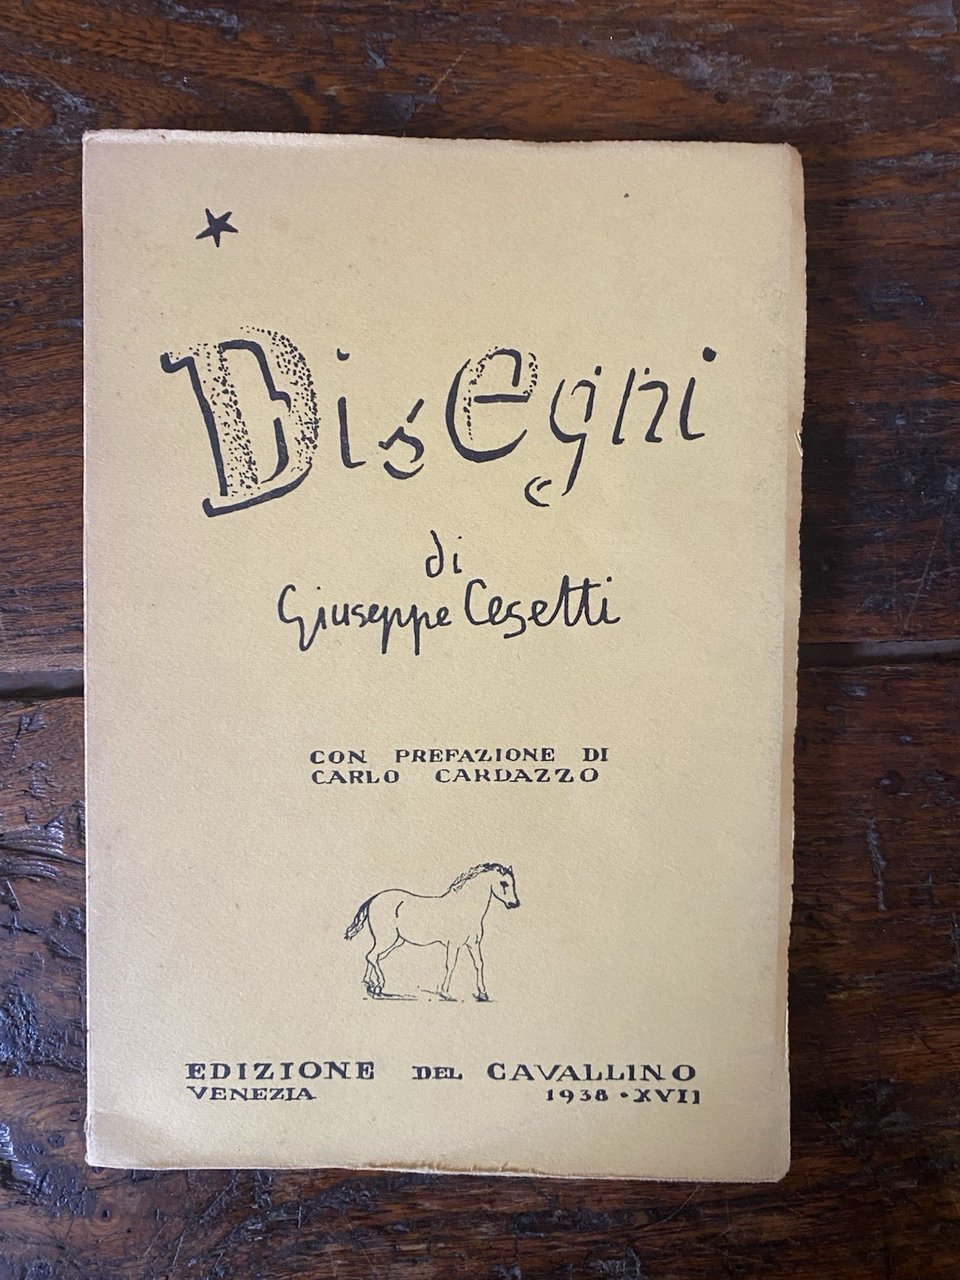 Disegni
di
Giuseppe Cesetti
CON PREFAZIONE DI
CARLO CARDAZZO
EDIZIONE DEL CAVALLINO
VENEZIA 1938 • XVII